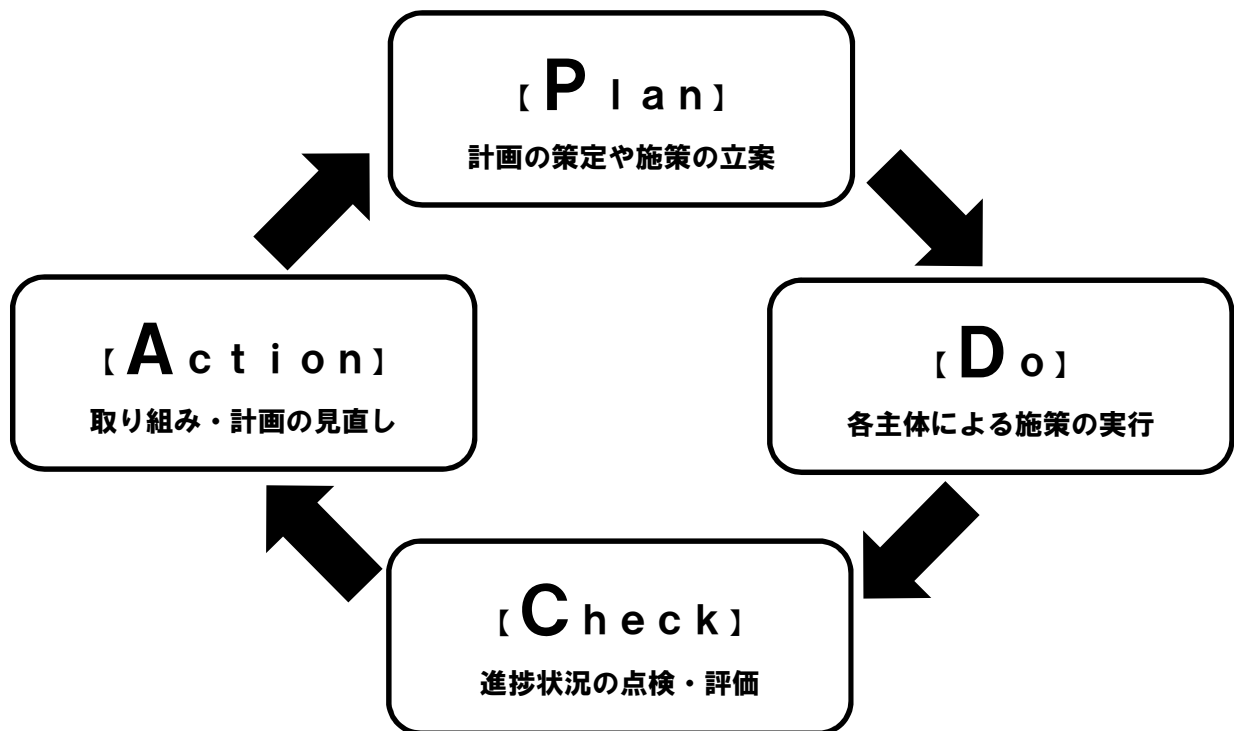 【Plan】
計画の策定や施策の立案
【Do】
各主体による施策の実行
【Check】
進捗状況の点検・評価
【Action】
取り組み・計画の見直し